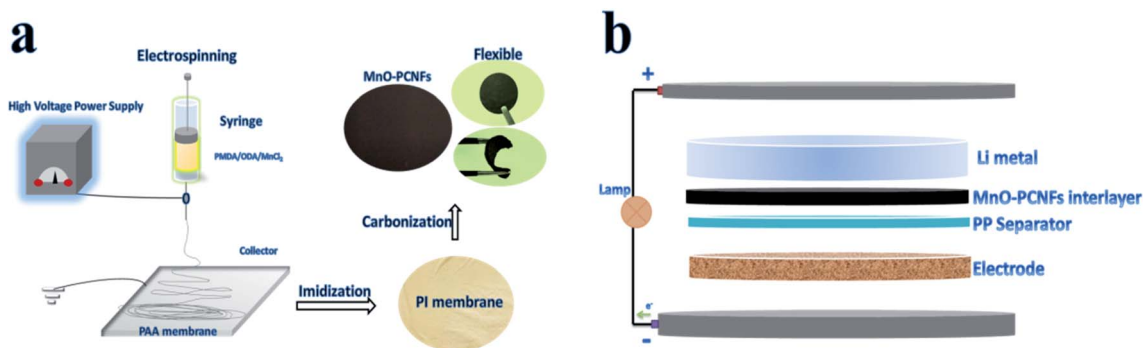 a
Electrospinning
High Voltage Power Supply
Syringe
PMDA/ODA/MnCl₂
MnO-PCNFs
Flexible
Carbonization
Collector
Imidization
PI membrane
PAA membrane
b
+
Li metal
Lamp
MnO-PCNFs interlayer
PP Separator
Electrode
e⁻
-